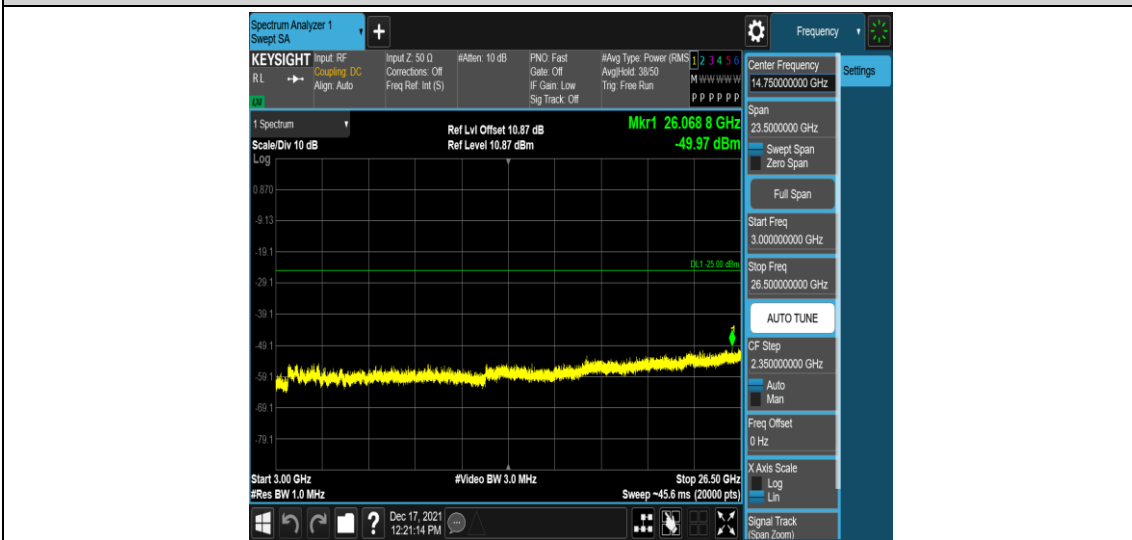 Spectrum Analyzer 1
Swept SA
+
Frequency
KEYSIGHT
RL
LXI
Input: RF
Coupling: DC
Align: Auto
Input Z: 50 Ω
Corrections: Off
Freq Ref: Int (S)
#Atten: 10 dB
PNO: Fast
Gate: Off
IF Gain: Low
Sig Track: Off
#Avg Type: Power (RMS
Avg|Hold: 38/50
Trig: Free Run
1 2 3 4 5 6
M W W W W W
P P P P P P
1 Spectrum
Scale/Div 10 dB
Ref Lvl Offset 10.87 dB
Ref Level 10.87 dBm
Mkr1 26.068 8 GHz
-49.97 dBm
Log
0.870
-9.13
-19.1
-29.1
-39.1
-49.1
-59.1
-69.1
-79.1
DL1 -25.00 dBm
1
Start 3.00 GHz
#Res BW 1.0 MHz
#Video BW 3.0 MHz
Stop 26.50 GHz
Sweep ~45.6 ms (20000 pts)
?
Dec 17, 2021
12:21:14 PM
Center Frequency
14.750000000 GHz
Settings
Span
23.5000000 GHz
Swept Span
Zero Span
Full Span
Start Freq
3.000000000 GHz
Stop Freq
26.500000000 GHz
AUTO TUNE
CF Step
2.350000000 GHz
Auto
Man
Freq Offset
0 Hz
X Axis Scale
Log
Lin
Signal Track
(Span Zoom)